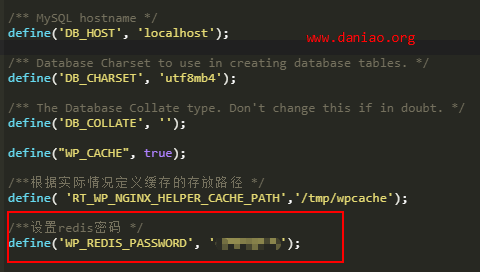 /** MySQL hostname */
define('DB_HOST', 'localhost');
www.daniao.org
/** Database Charset to use in creating database tables. */
define('DB_CHARSET', 'utf8mb4');
/** The Database Collate type. Don't change this if in doubt. */
define('DB_COLLATE', '');
define("WP_CACHE", true);
/**根据实际情况定义缓存的存放路径 */
define( 'RT_WP_NGINX_HELPER_CACHE_PATH','/tmp/wpcache');
/**设置redis密码 */
define('WP_REDIS_PASSWORD', '');